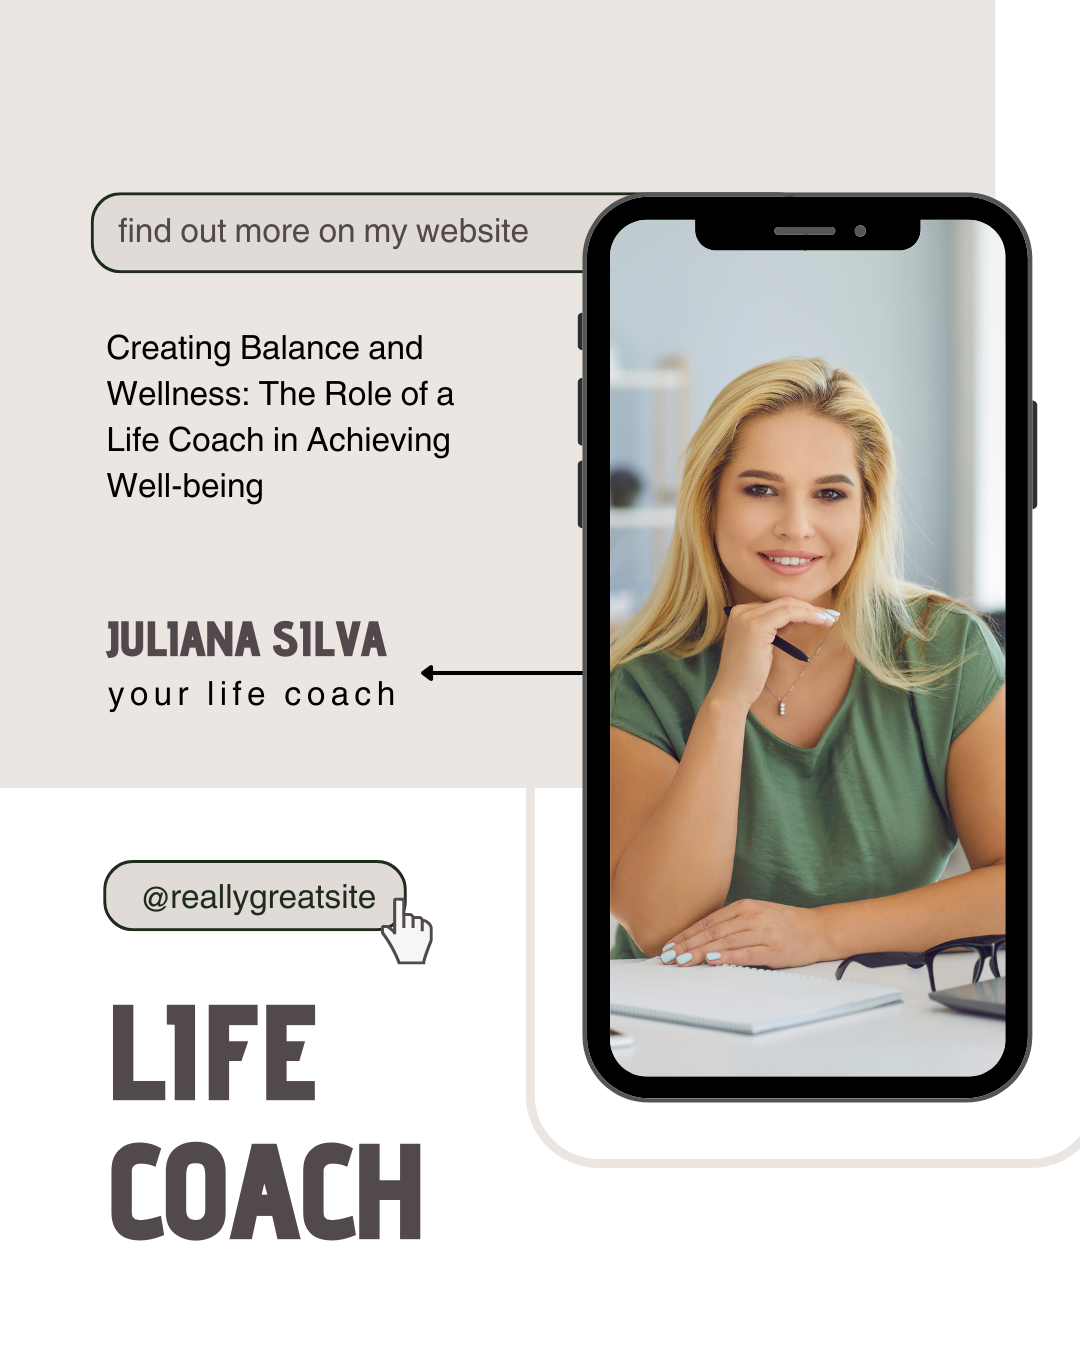 find out more on my website
Creating Balance and
Wellness: The Role of a
Life Coach in Achieving
Well-being
JULIANA SILVA
your life coach
@reallygreatsite
LIFE
COACH